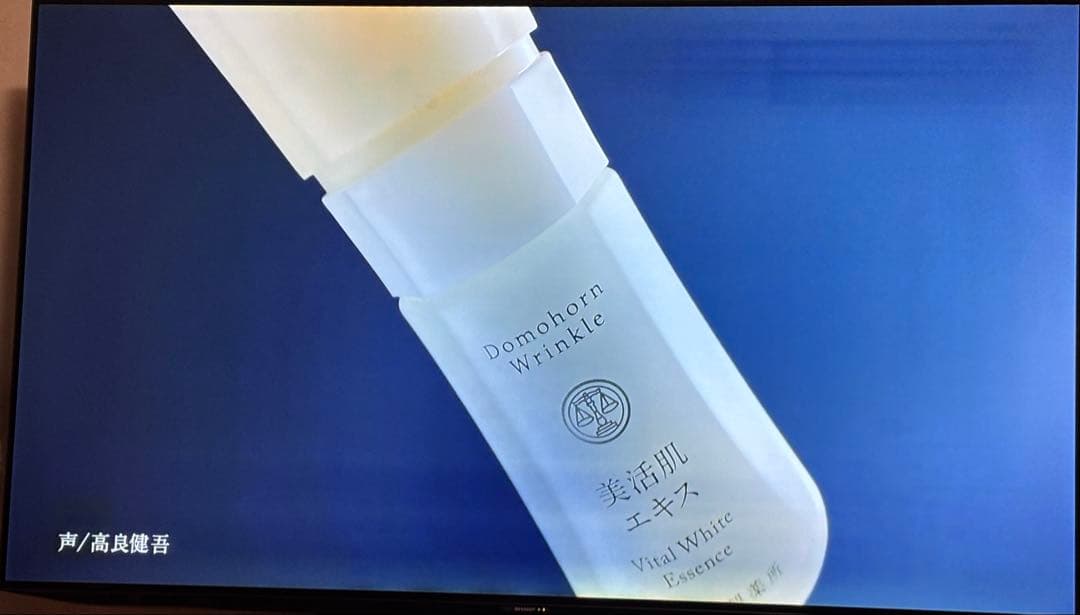 Domohorn
Wrinkle
美活肌
エキス
Vital White
Essence
声/高良健吾